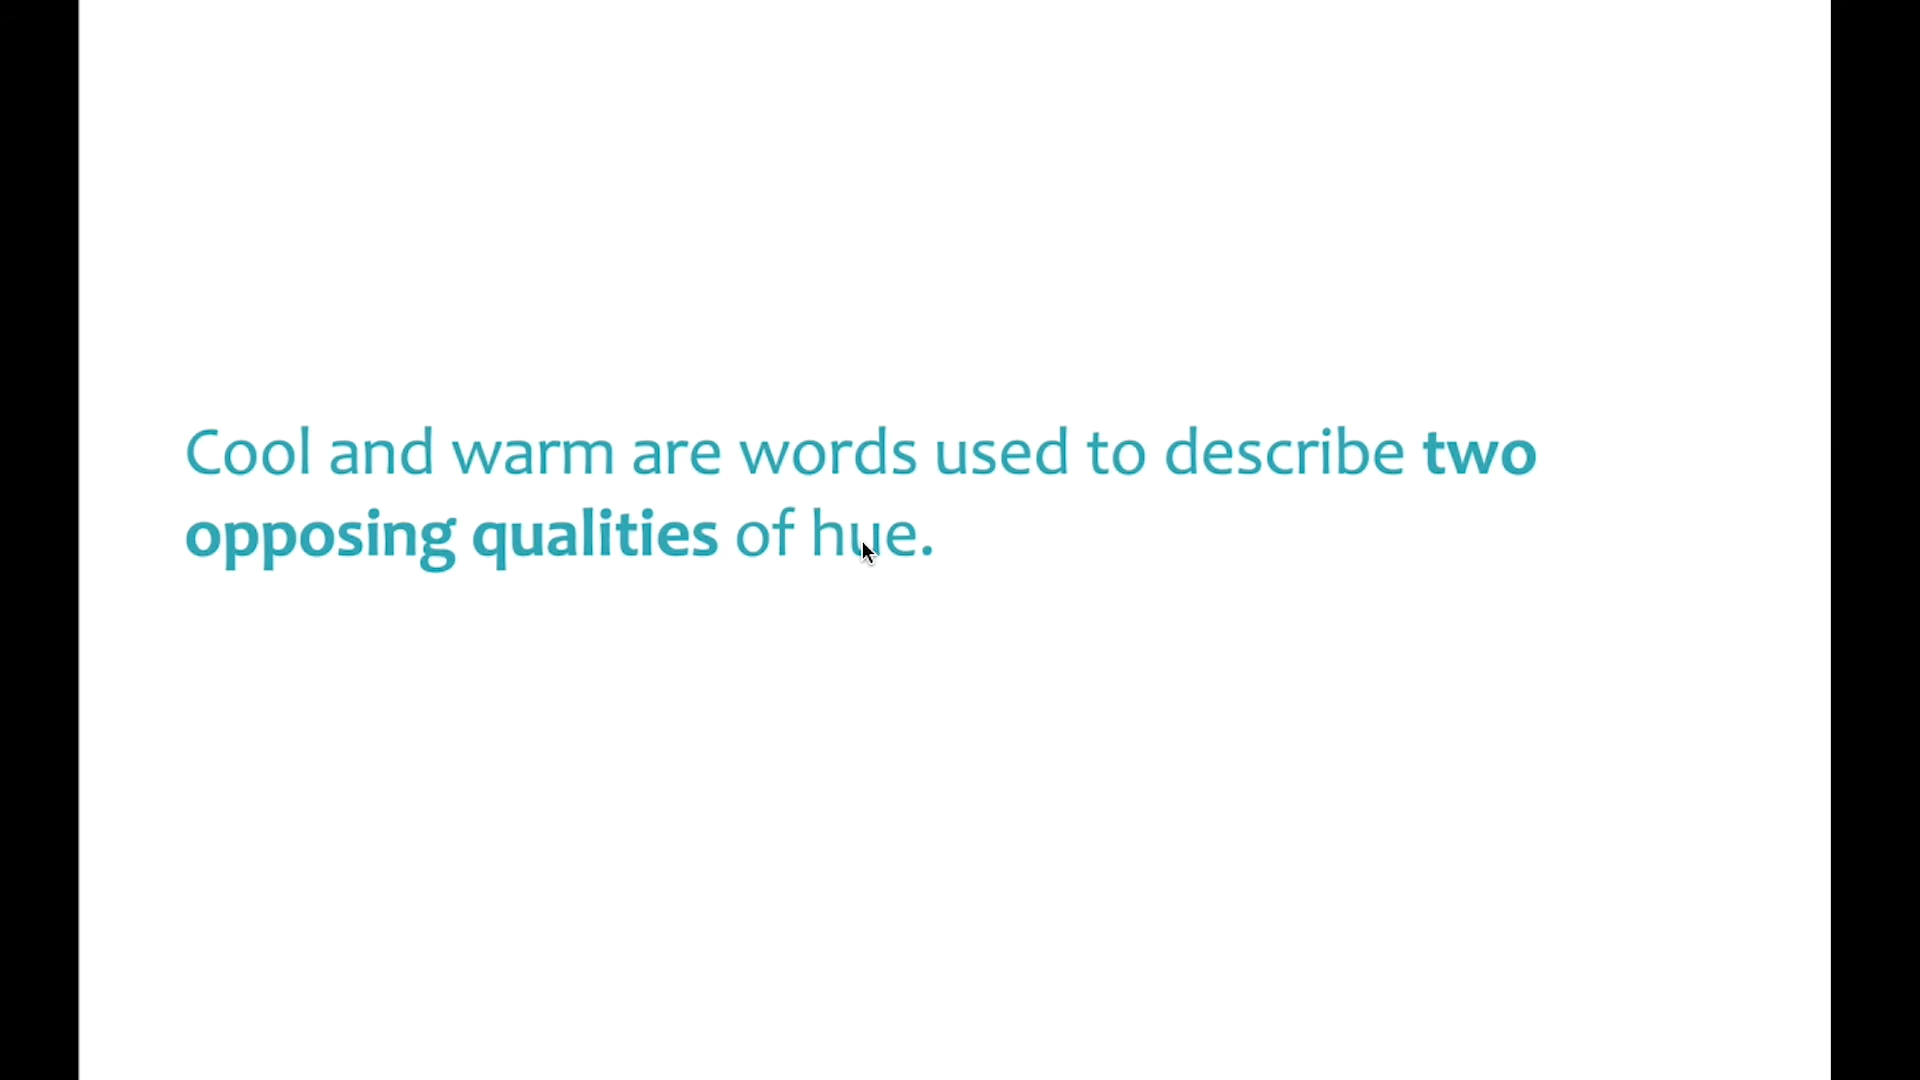 Cool and warm are words used to describe two
opposing qualities of hue.